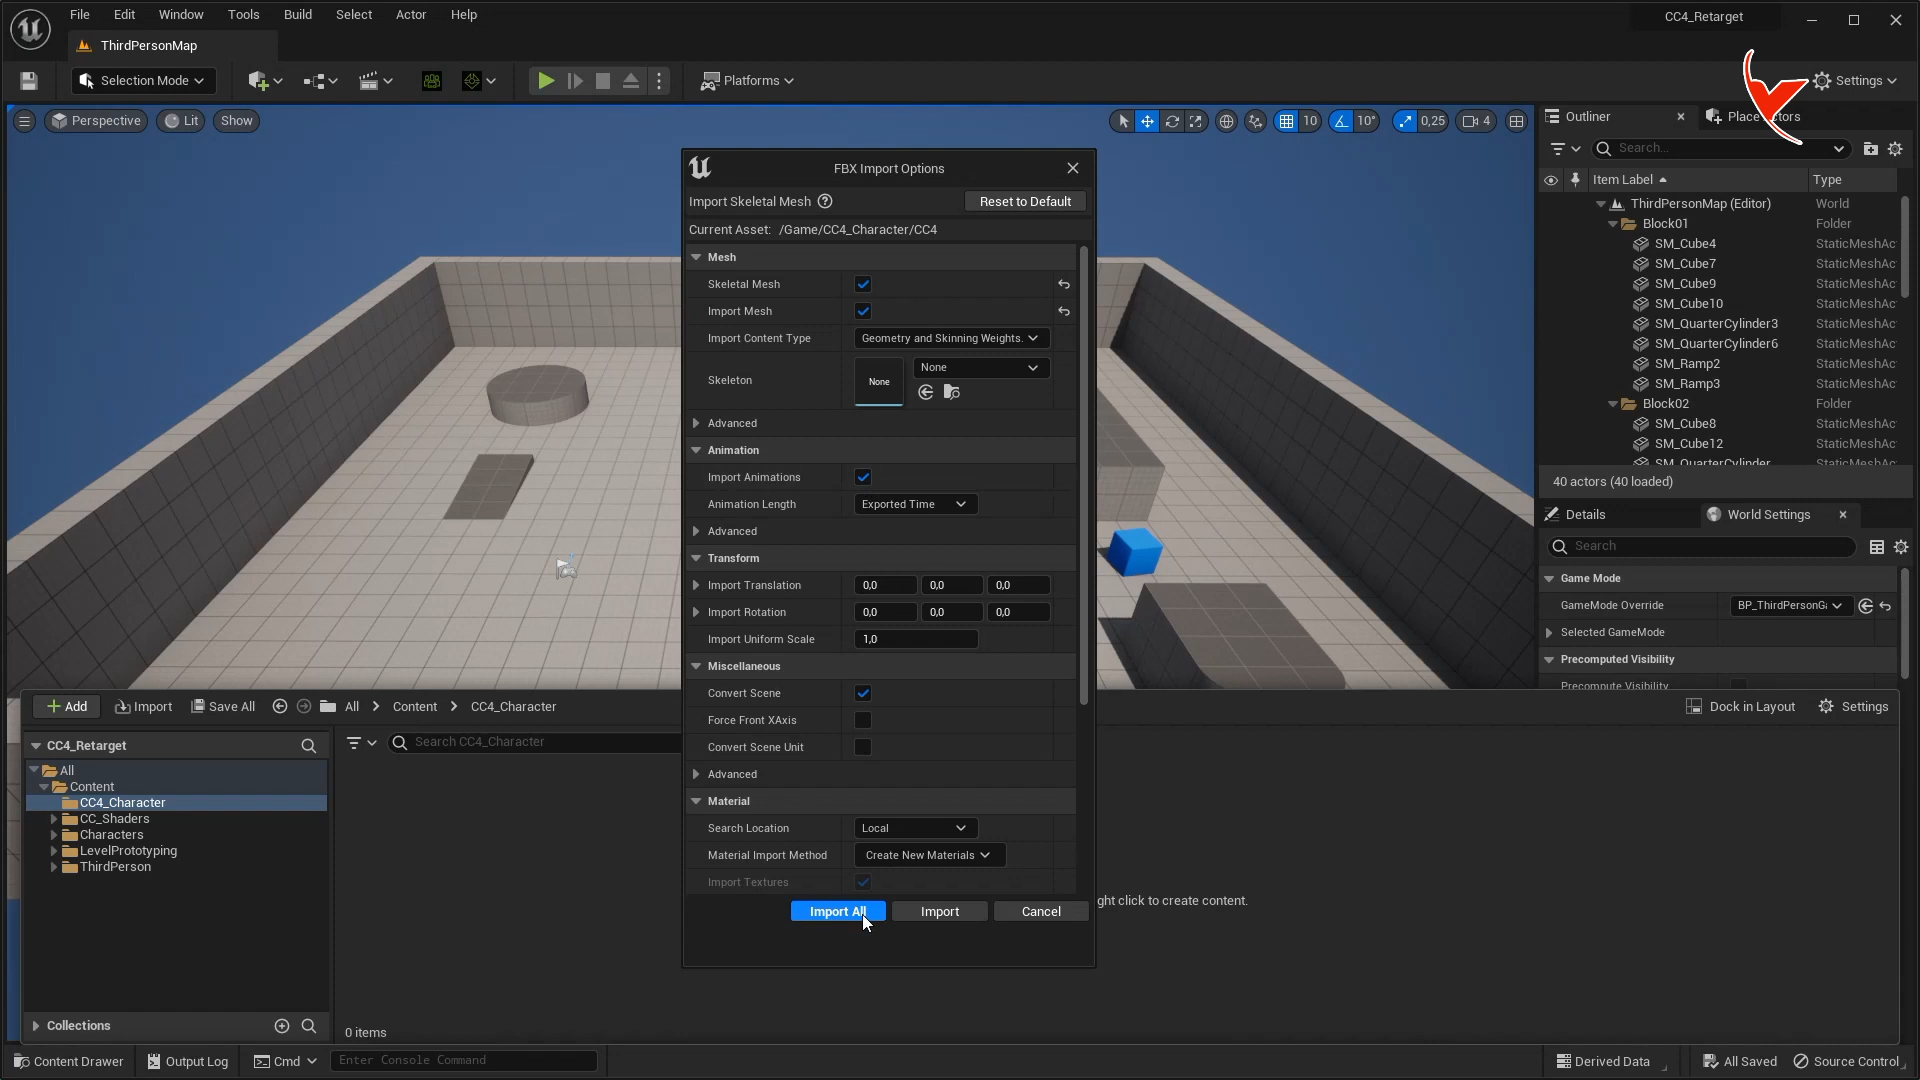 File Edit Window Tools Build Select Actor Help
CC4_Retarget
ThirdPersonMap
Selection Mode
Platforms
Settings
Perspective Lit Show
10 10° 0,25 4
Outliner
Search...
Item Label Type
ThirdPersonMap (Editor) World
Block01 Folder
SM_Cube4 StaticMeshAc
SM_Cube7 StaticMeshAc
SM_Cube9 StaticMeshAc
SM_Cube10 StaticMeshAc
SM_QuarterCylinder3 StaticMeshAc
SM_QuarterCylinder6 StaticMeshAc
SM_Ramp2 StaticMeshAc
SM_Ramp3 StaticMeshAc
Block02 Folder
SM_Cube8 StaticMeshAc
SM_Cube12 StaticMeshAc
SM_QuarterCylinder StaticMeshAc
40 actors (40 loaded)
Details World Settings
Search
Game Mode
GameMode Override BP_ThirdPersonGa
Selected GameMode
Precomputed Visibility
Precompute Visibility
FBX Import Options
Import Skeletal Mesh ? Reset to Default
Current Asset: /Game/CC4_Character/CC4
Mesh
Skeletal Mesh
Import Mesh
Import Content Type Geometry and Skinning Weights.
Skeleton None None
Advanced
Animation
Import Animations
Animation Length Exported Time
Advanced
Transform
Import Translation 0,0 0,0 0,0
Import Rotation 0,0 0,0 0,0
Import Uniform Scale 1,0
Miscellaneous
Convert Scene
Force Front XAxis
Convert Scene Unit
Advanced
Material
Search Location Local
Material Import Method Create New Materials
Import Textures
Import All Import Cancel
Add Import Save All All Content CC4_Character
Dock in Layout Settings
CC4_Retarget
Search CC4_Character
All
Content
CC4_Character
CC_Shaders
Characters
LevelPrototyping
ThirdPerson
ght click to create content.
Collections
0 items
Content Drawer Output Log Cmd Enter Console Command
Derived Data All Saved Source Control